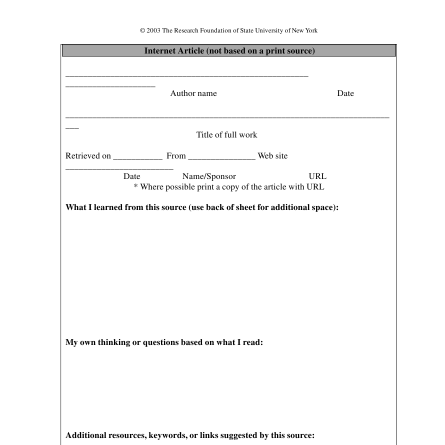 © 2003 The Research Foundation of State University of New York
Internet Article (not based on a print source)
Author name Date
Title of full work
Retrieved on ___________ From _______________ Web site
Date Name/Sponsor URL
* Where possible print a copy of the article with URL
What I learned from this source (use back of sheet for additional space):
My own thinking or questions based on what I read:
Additional resources, keywords, or links suggested by this source: